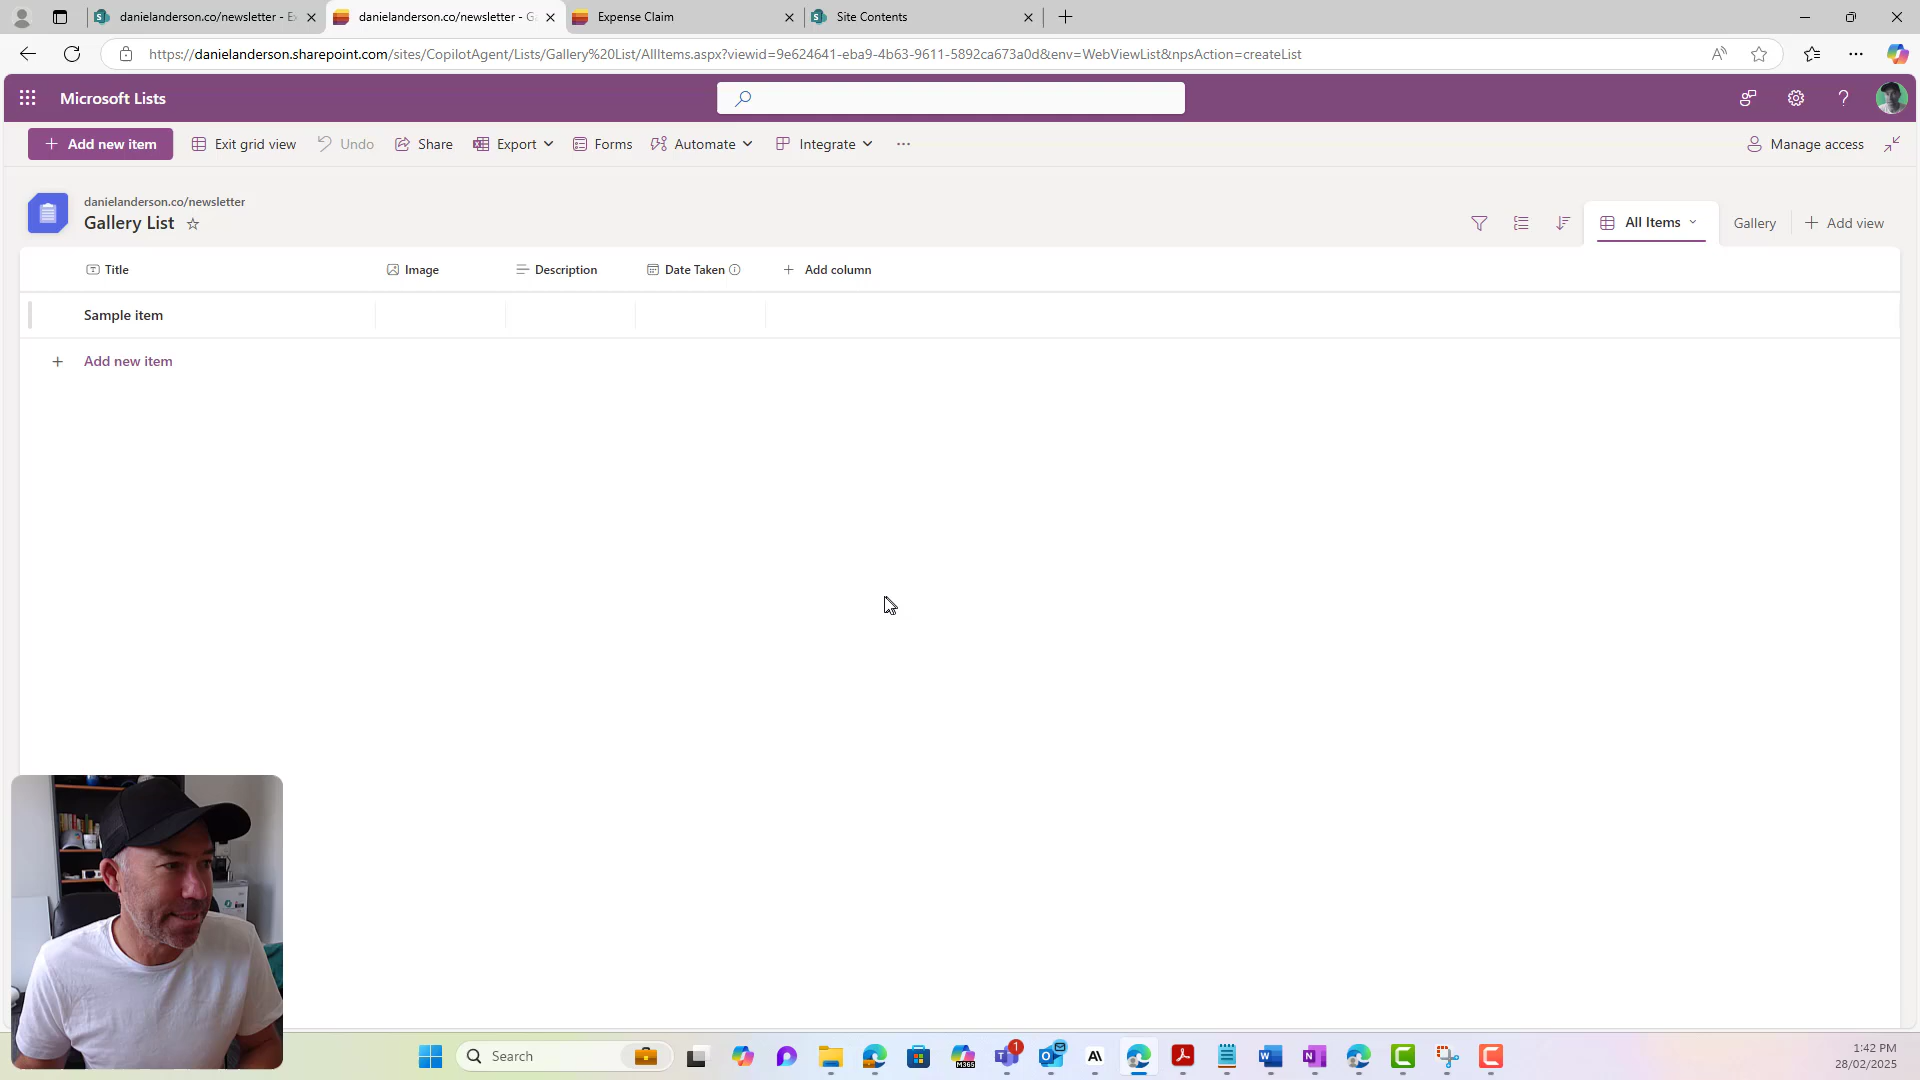 danielanderson.co/newsletter - E
danielanderson.co/newsletter - Ga
Expense Claim
Site Contents
https://danielanderson.sharepoint.com/sites/CopilotAgent/Lists/Gallery%20List/AllItems.aspx?viewid=9e624641-eba9-4b63-9611-5892ca673a0d&env=WebViewList&npsAction=createList
Microsoft Lists
Add new item
Exit grid view
Undo
Share
Export
Forms
Automate
Integrate
Manage access
danielanderson.co/newsletter
Gallery List
All Items
Gallery
Add view
Title
Image
Description
Date Taken
Add column
Sample item
Add new item
Search
M365
1
1:42 PM
28/02/2025